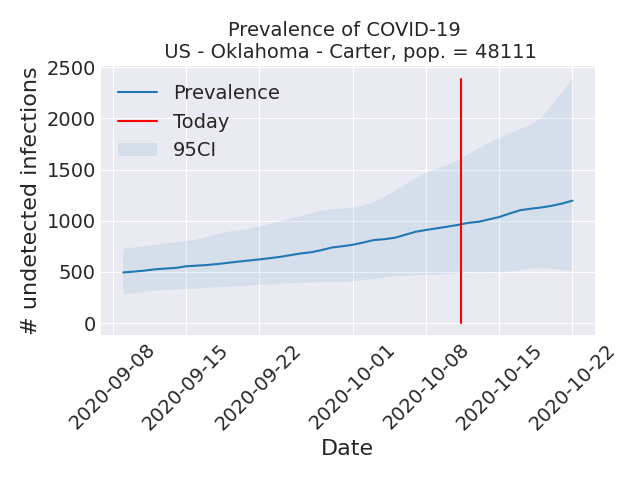 Prevalence of COVID-19
US - Oklahoma - Carter, pop. = 48111
# undetected infections
2500
2000
1500
1000
500
0
Prevalence
Today
95CI
2020-09-08
2020-09-15
2020-09-22
2020-10-01
2020-10-08
2020-10-15
2020-10-22
Date